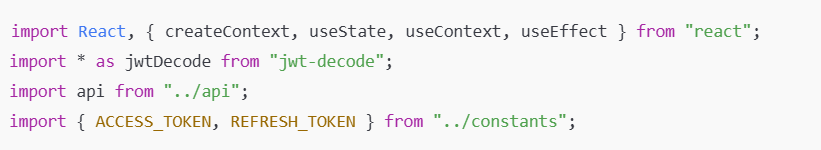 import React, { createContext, useState, useContext, useEffect } from "react";
import * as jwtDecode from "jwt-decode";
import api from "../api";
import { ACCESS_TOKEN, REFRESH_TOKEN } from "../constants";